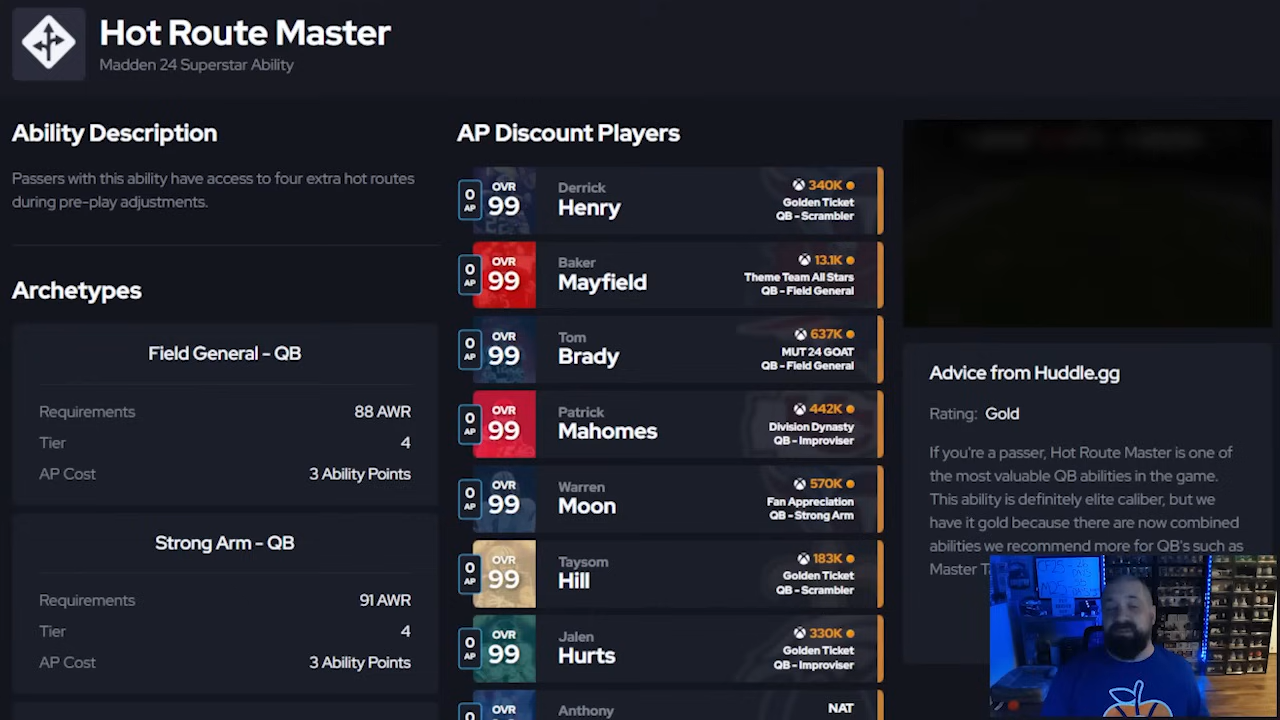 Hot Route Master
Madden 24 Superstar Ability
Ability Description
Passers with this ability have access to four extra hot routes
during pre-play adjustments.
Archetypes
Field General - QB
Requirements 88 AWR
Tier 4
AP Cost 3 Ability Points
Strong Arm - QB
Requirements 91 AWR
Tier 4
AP Cost 3 Ability Points
AP Discount Players
0 AP OVR 99 Derrick Henry 340K
Golden Ticket
QB - Scrambler
0 AP OVR 99 Baker Mayfield 13.1K
Theme Team All Stars
QB - Field General
0 AP OVR 99 Tom Brady 637K
MUT 24 GOAT
QB - Field General
0 AP OVR 99 Patrick Mahomes 442K
Division Dynasty
QB - Improviser
0 AP OVR 99 Warren Moon 570K
Fan Appreciation
QB - Strong Arm
0 AP OVR 99 Taysom Hill 183K
Golden Ticket
QB - Scrambler
0 AP OVR 99 Jalen Hurts 330K
Golden Ticket
QB - Improviser
OVR Anthony NAT
Advice from Huddle.gg
Rating: Gold
If you're a passer, Hot Route Master is one of
the most valuable QB abilities in the game.
This ability is definitely elite caliber, but we
have it gold because there are now combined
abilities we recommend more for QB's such as
Master